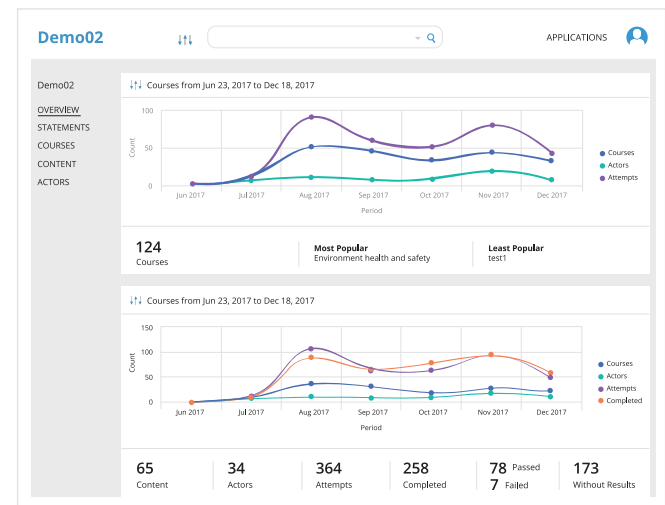 Demo02
APPLICATIONS
Demo02
OVERVIEW
STATEMENTS
COURSES
CONTENT
ACTORS
Courses from Jun 23, 2017 to Dec 18, 2017
100
50
0
Count
Jun 2017 Jul 2017 Aug 2017 Sep 2017 Oct 2017 Nov 2017 Dec 2017
Period
Courses
Actors
Attempts
124
Courses
Most Popular
Environment health and safety
Least Popular
test1
Courses from Jun 23, 2017 to Dec 18, 2017
150
100
50
0
Count
Jun 2017 Jul 2017 Aug 2017 Sep 2017 Oct 2017 Nov 2017 Dec 2017
Period
Courses
Actors
Attempts
Completed
65
Content
34
Actors
364
Attempts
258
Completed
78 Passed
7 Failed
173
Without Results